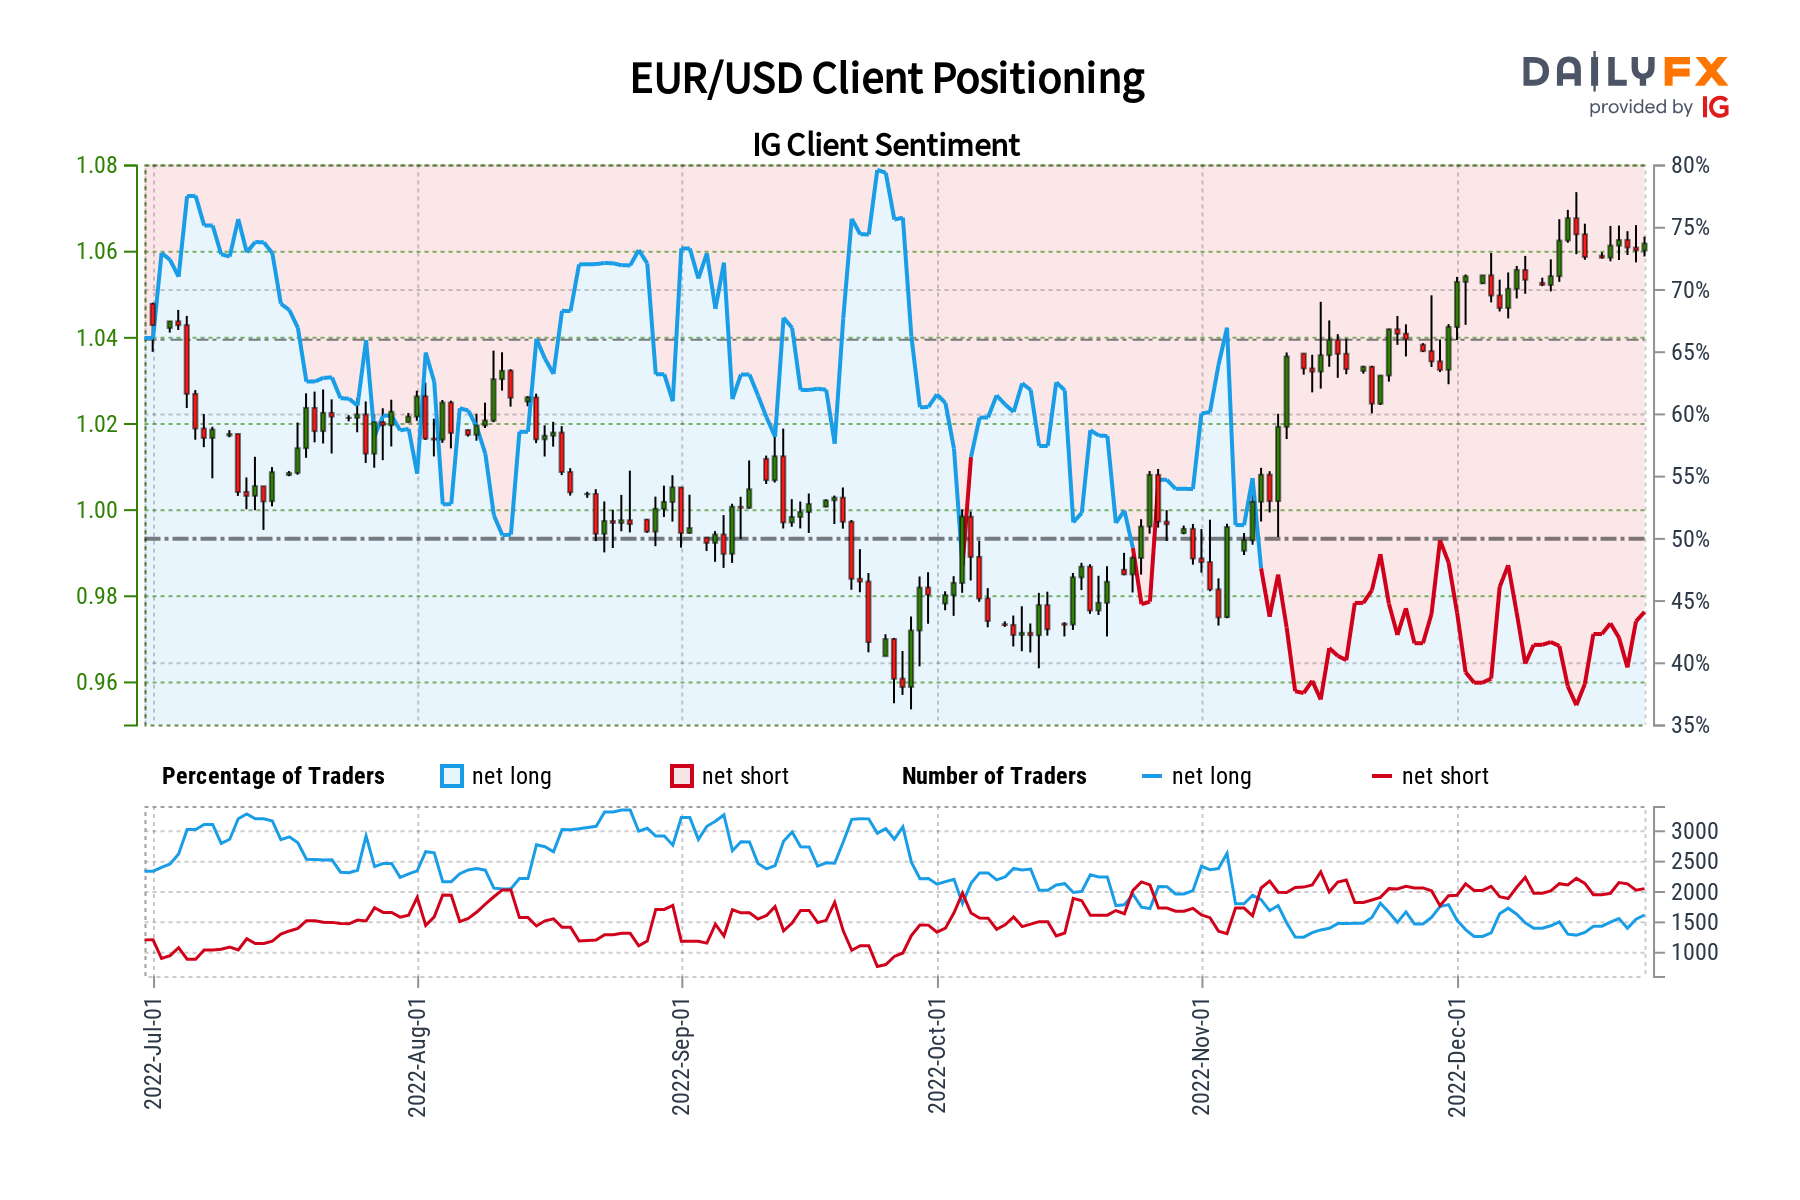 EUR/USD Client Positioning
DAILYFX
provided by IG
IG Client Sentiment
1.08
1.06
1.04
1.02
1.00
0.98
0.96
80%
75%
70%
65%
60%
55%
50%
45%
40%
35%
Percentage of Traders net long net short Number of Traders net long net short
3000
2500
2000
1500
1000
2022-Jul-01
2022-Aug-01
2022-Sep-01
2022-Oct-01
2022-Nov-01
2022-Dec-01